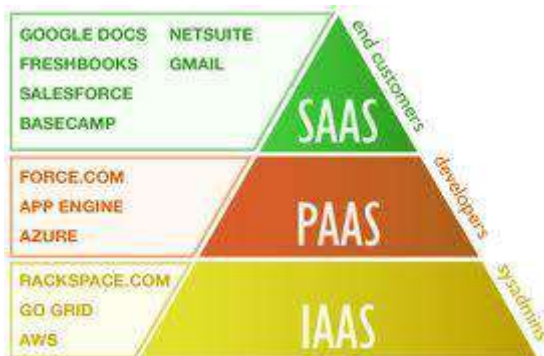 GOOGLE DOCS NETSUITE
FRESHBOOKS GMAIL
SALESFORCE
BASECAMP
SAAS
end customers
FORCE.COM
APP ENGINE
AZURE
PAAS
developers
RACKSPACE.COM
GO GRID
AWS
IAAS
sysadmins